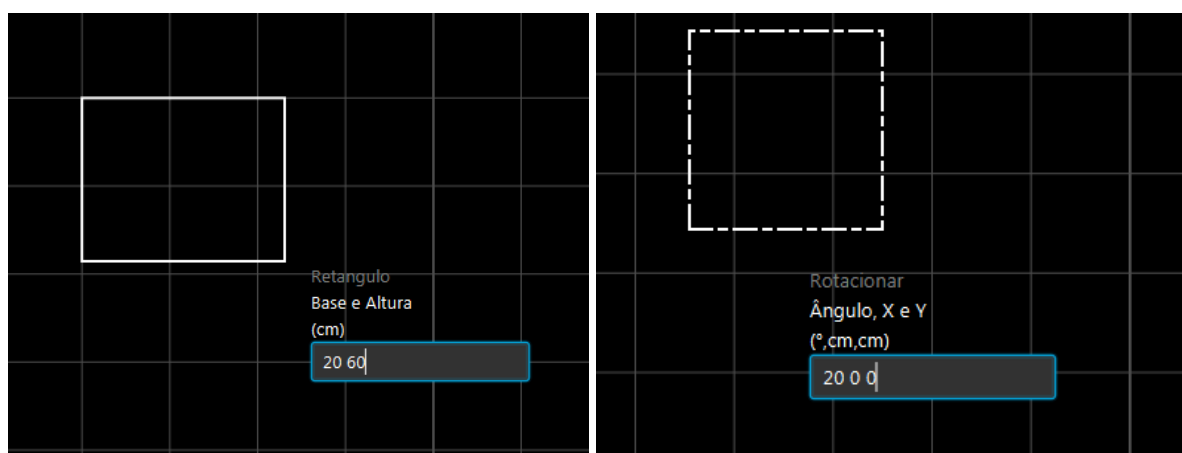 Retangulo
Base e Altura
(cm)
20 60
Rotacionar
Ângulo, X e Y
(°,cm,cm)
20 0 0